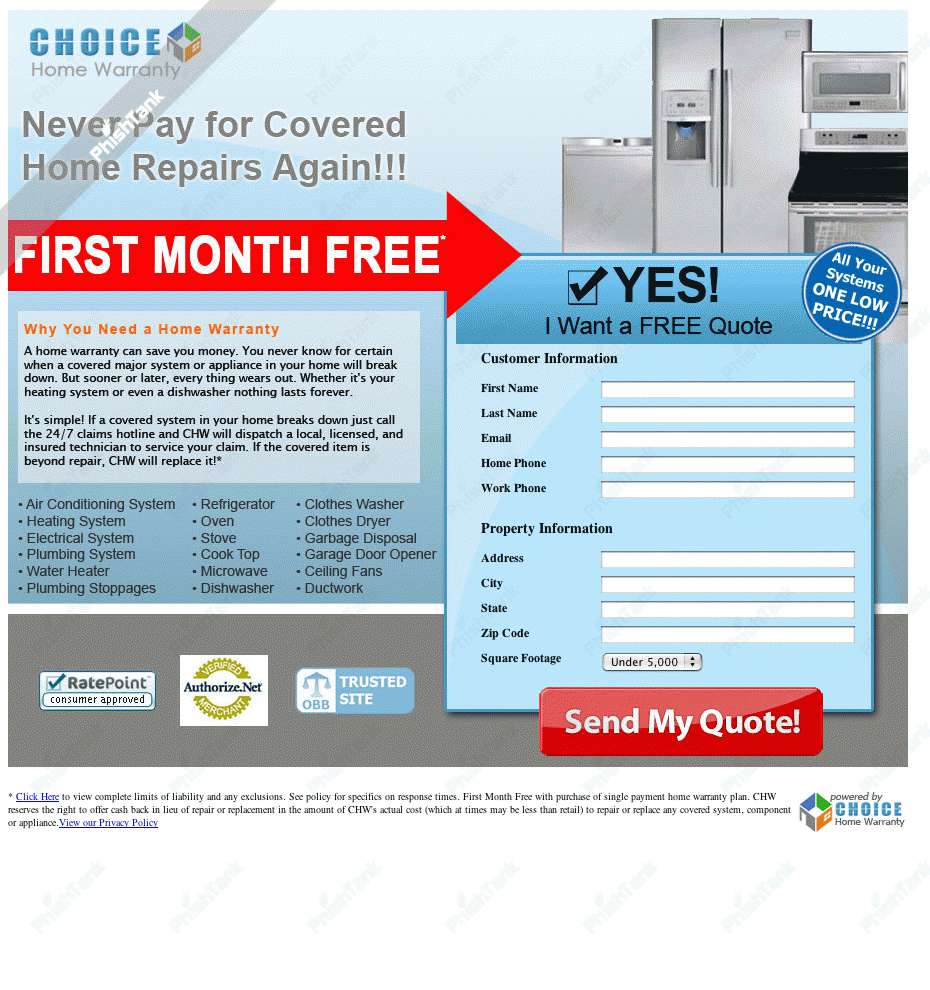 CHOICE
Home Warranty
PhishTank
Never Pay for Covered
Home Repairs Again!!!
FIRST MONTH FREE*
All Your
Systems
ONE LOW
PRICE!!!
YES!
I Want a FREE Quote
Why You Need a Home Warranty
A home warranty can save you money. You never know for certain
when a covered major system or appliance in your home will break
down. But sooner or later, every thing wears out. Whether it's your
heating system or even a dishwasher nothing lasts forever.
It's simple! If a covered system in your home breaks down just call
the 24/7 claims hotline and CHW will dispatch a local, licensed, and
insured technician to service your claim. If the covered item is
beyond repair, CHW will replace it!*
• Air Conditioning System • Refrigerator • Clothes Washer
• Heating System • Oven • Clothes Dryer
• Electrical System • Stove • Garbage Disposal
• Plumbing System • Cook Top • Garage Door Opener
• Water Heater • Microwave • Ceiling Fans
• Plumbing Stoppages • Dishwasher • Ductwork
Customer Information
First Name
Last Name
Email
Home Phone
Work Phone
Property Information
Address
City
State
Zip Code
Square Footage Under 5,000
Send My Quote!
RatePoint
consumer approved
VERIFIED
Authorize.Net
MERCHANT
OBB
TRUSTED
SITE
* Click Here to view complete limits of liability and any exclusions. See policy for specifics on response times. First Month Free with purchase of single payment home warranty plan. CHW
reserves the right to offer cash back in lieu of repair or replacement in the amount of CHW's actual cost (which at times may be less than retail) to repair or replace any covered system, component
or appliance.View our Privacy Policy
powered by
CHOICE
Home Warranty
PhishTank PhishTank PhishTank PhishTank PhishTank PhishTank PhishTank